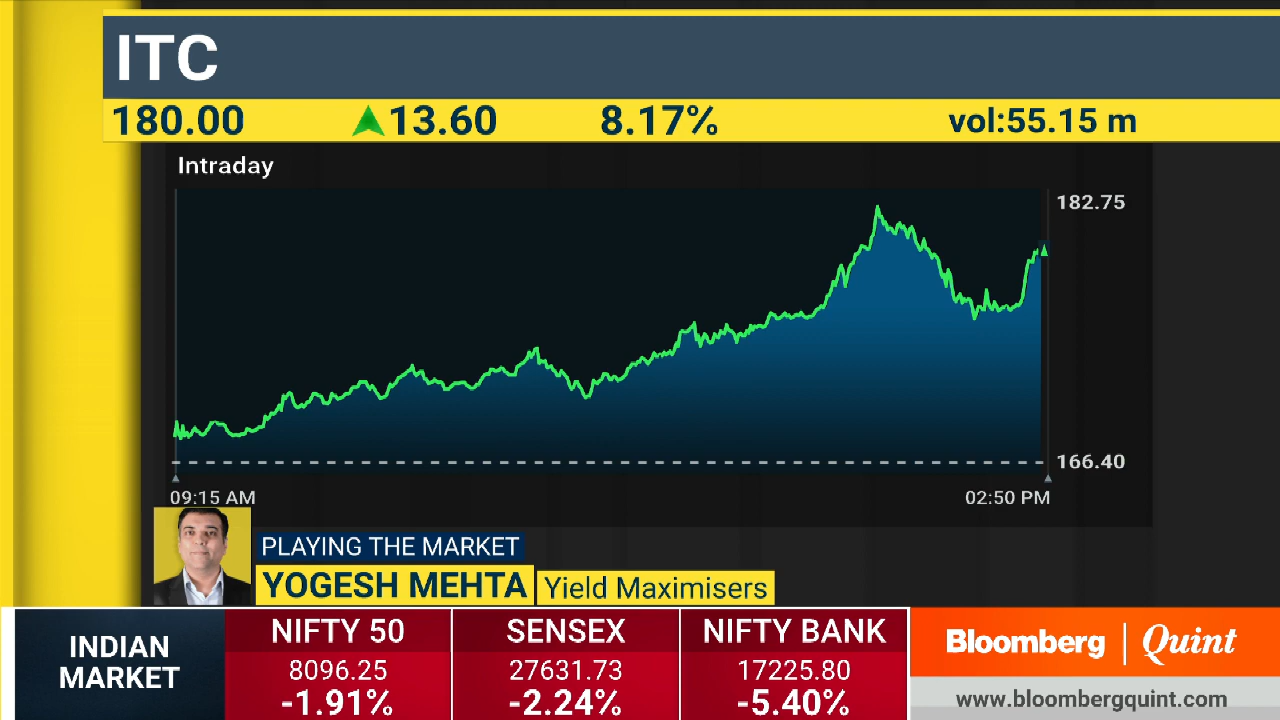 ITC
180.00 13.60 8.17% vol:55.15 m
Intraday
182.75
166.40
09:15 AM 02:50 PM
PLAYING THE MARKET
YOGESH MEHTA Yield Maximisers
INDIAN
MARKET
NIFTY 50
8096.25
-1.91%
SENSEX
27631.73
-2.24%
NIFTY BANK
17225.80
-5.40%
Bloomberg | Quint
www.bloombergquint.com